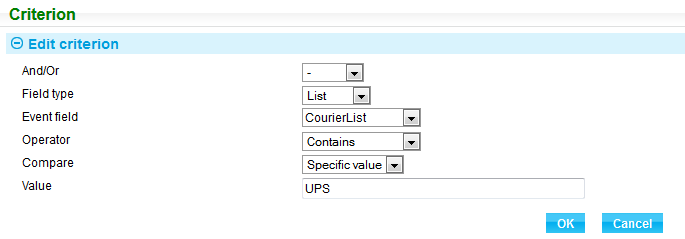 Criterion
Edit criterion
And/Or -
Field type List
Event field CourierList
Operator Contains
Compare Specific value
Value UPS
OK Cancel